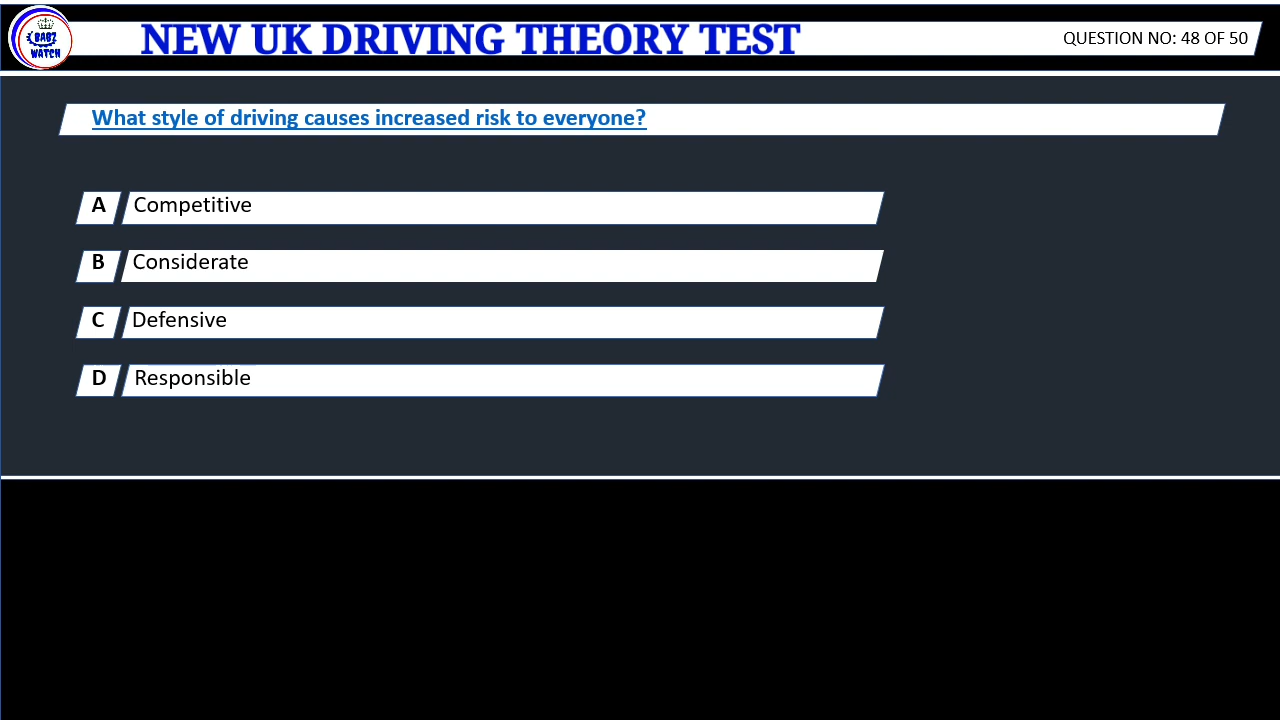 BABZ
WATCH
NEW UK DRIVING THEORY TEST
QUESTION NO: 48 OF 50
What style of driving causes increased risk to everyone?
A Competitive
B Considerate
C Defensive
D Responsible